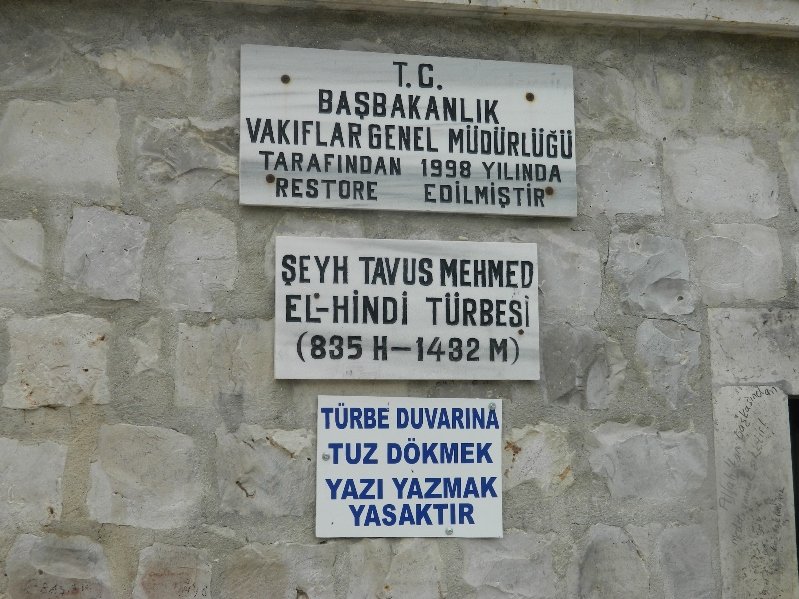 T.C.
BAŞBAKANLIK
VAKIFLAR GENEL MÜDÜRLÜĞÜ
TARAFINDAN 1998 YILINDA
RESTORE EDİLMİŞTİR
ŞEYH TAVUS MEHMED
EL-HİNDİ TÜRBESİ
(835 H-1432 M)
TÜRBE DUVARINA
TUZ DÖKMEK
YAZI YAZMAK
YASAKTIR